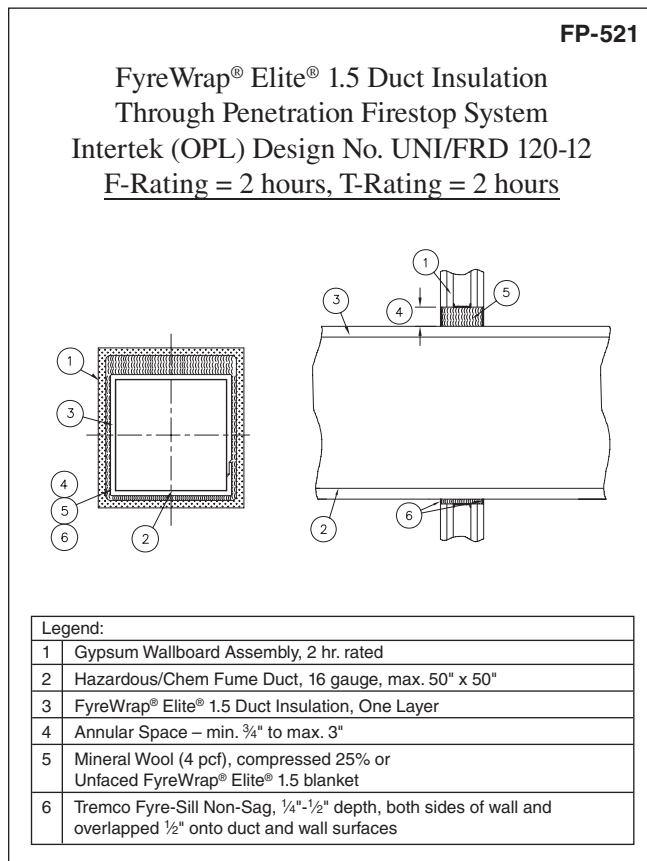 FP-521
FyreWrap® Elite® 1.5 Duct Insulation
Through Penetration Firestop System
Intertek (OPL) Design No. UNI/FRD 120-12
F-Rating = 2 hours, T-Rating = 2 hours
1
3
4
5
1
3
4
5
6
2
6
2
Legend:
1 Gypsum Wallboard Assembly, 2 hr. rated
2 Hazardous/Chem Fume Duct, 16 gauge, max. 50" x 50"
3 FyreWrap® Elite® 1.5 Duct Insulation, One Layer
4 Annular Space – min. ¾" to max. 3"
5 Mineral Wool (4 pcf), compressed 25% or
Unfaced FyreWrap® Elite® 1.5 blanket
6 Tremco Fyre-Sill Non-Sag, ¼"-½" depth, both sides of wall and
overlapped ½" onto duct and wall surfaces